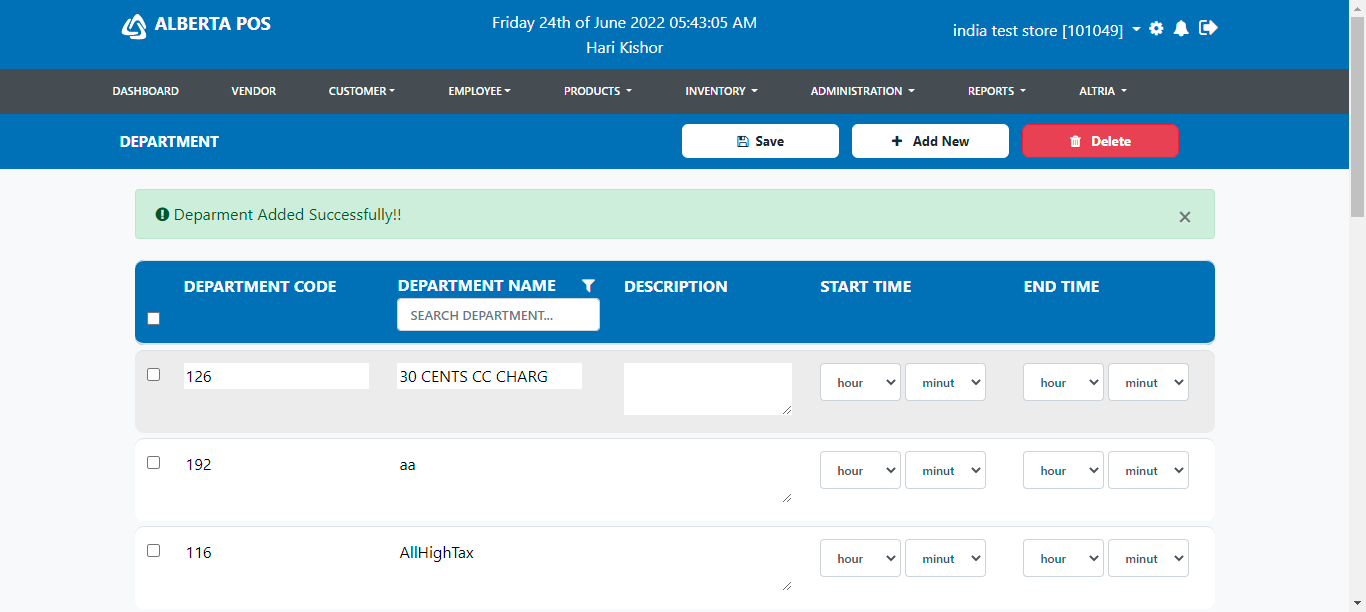 ALBERTA POS
Friday 24th of June 2022 05:43:05 AM
Hari Kishor
india test store [101049]
DASHBOARD VENDOR CUSTOMER EMPLOYEE PRODUCTS INVENTORY ADMINISTRATION REPORTS ALTRIA
DEPARTMENT Save Add New Delete
Deparment Added Successfully!! ×
DEPARTMENT CODE DEPARTMENT NAME DESCRIPTION START TIME END TIME
SEARCH DEPARTMENT...
126 30 CENTS CC CHARG hour minut hour minut
192 aa hour minut hour minut
116 AllHighTax hour minut hour minut